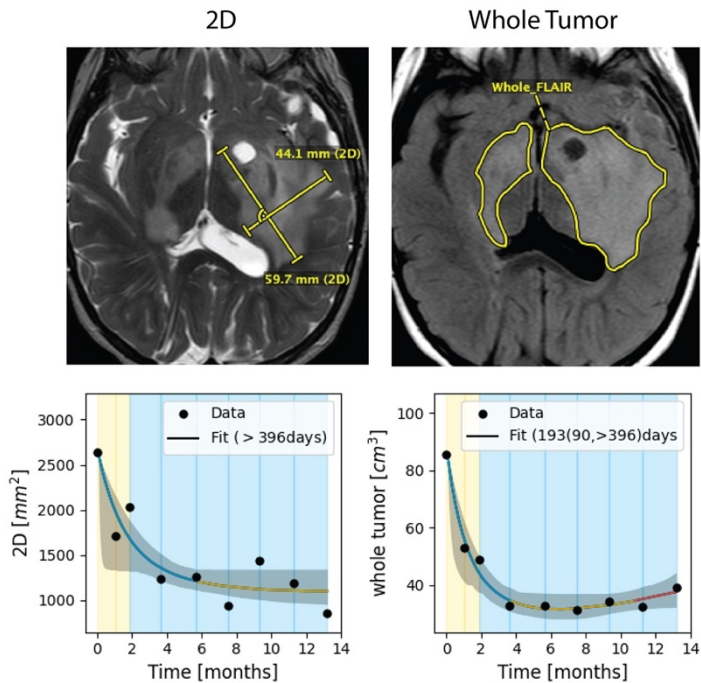 2D
Whole Tumor
44.1 mm (2D)
59.7 mm (2D)
Whole_FLAIR
3000
2500
2000
1500
1000
2D [mm²]
Data
Fit ( > 396days)
0 2 4 6 8 10 12 14
Time [months]
100
80
60
40
whole tumor [cm³]
Data
Fit (193(90,>396)days
0 2 4 6 8 10 12 14
Time [months]